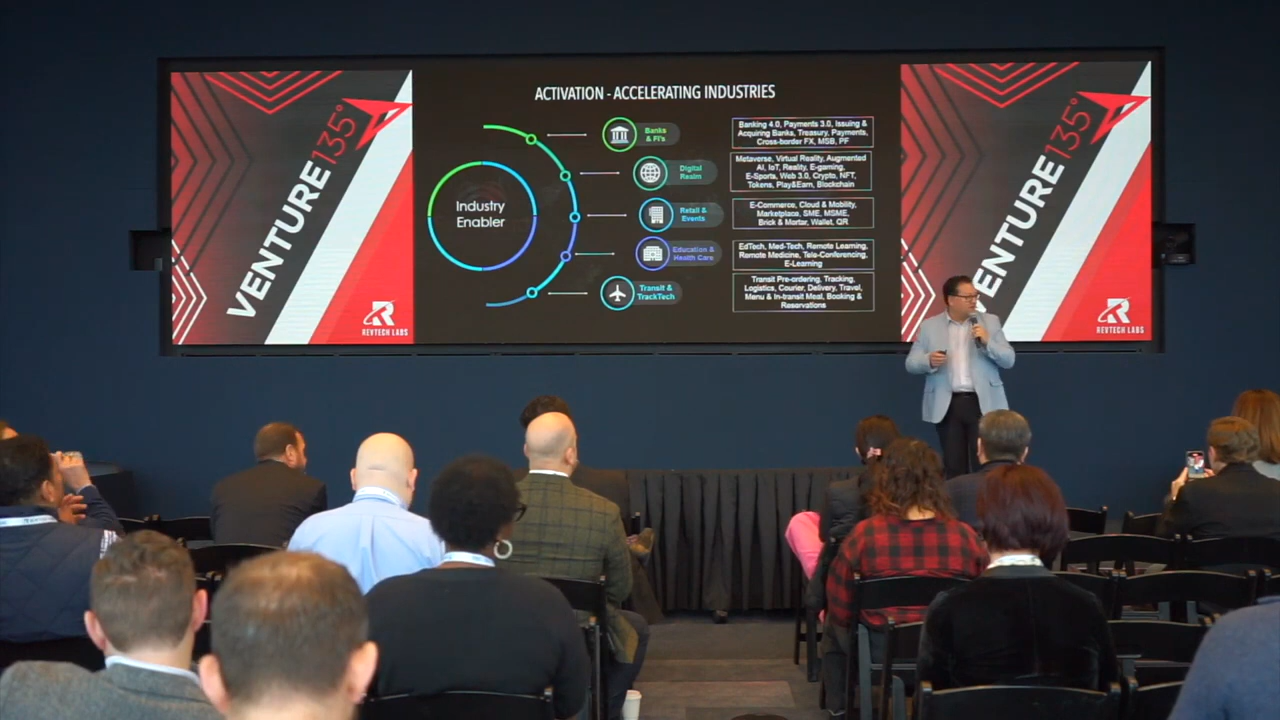 VENTURE135°
REVTECH LABS
ACTIVATION - ACCELERATING INDUSTRIES
Industry
Enabler
Banks
& FI's
Banking 4.0, Payments 3.0, Issuing &
Acquiring Banks, Treasury, Payments,
Cross-border FX, MSB, PF
Digital
Realm
Metaverse, Virtual Reality, Augmented
AI, IoT, Reality, E-gaming,
E-Sports, Web 3.0, Crypto, NFT,
Tokens, Play&Earn, Blockchain
Retail &
Events
E-Commerce, Cloud & Mobility,
Marketplace, SME, MSME,
Brick & Mortar, Wallet, QR
Education &
Health Care
EdTech, Med-Tech, Remote Learning,
Remote Medicine, Tele-Conferencing,
E-Learning
Transit &
TrackTech
Transit Pre-ordering, Tracking,
Logistics, Courier, Delivery, Travel,
Menu & In-transit Meal, Booking &
Reservations
VENTURE135°
REVTECH LABS